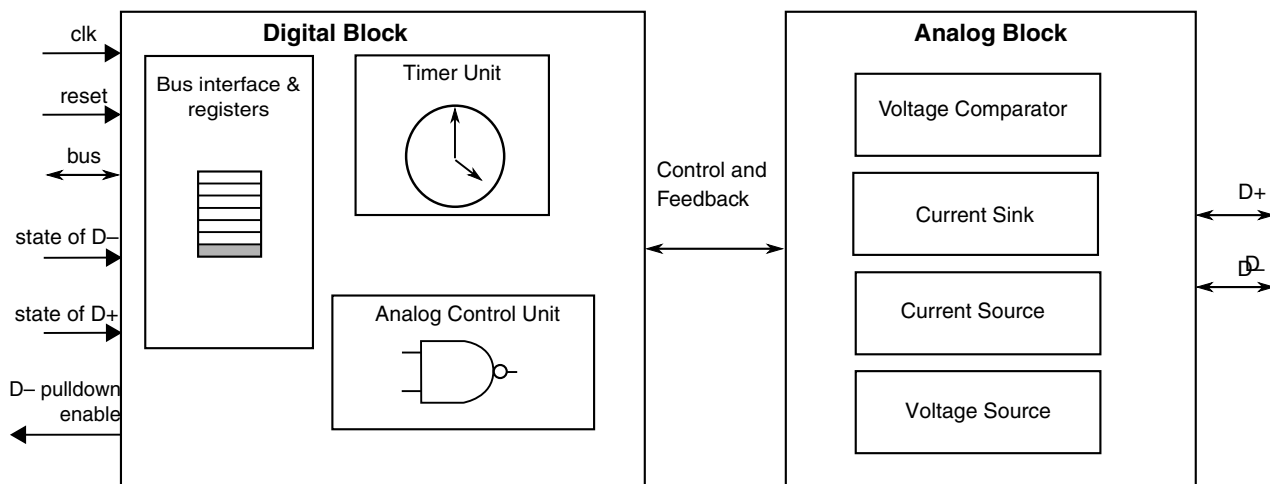 clk
reset
bus
state of D–
state of D+
D– pulldown
enable
Digital Block
Bus interface &
registers
Timer Unit
Analog Control Unit
Control and
Feedback
Analog Block
Voltage Comparator
Current Sink
Current Source
Voltage Source
D+
D
D–